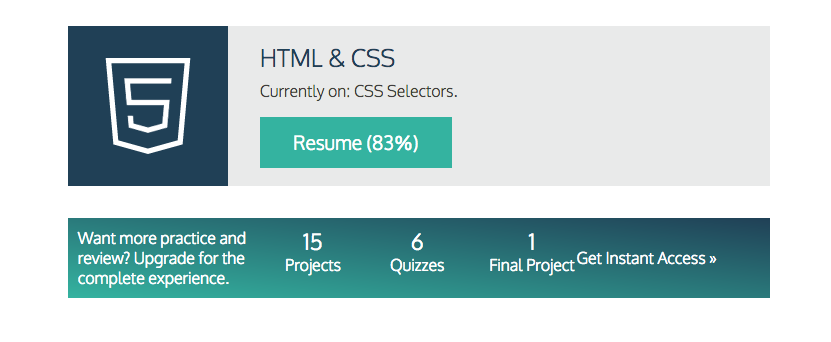 5
HTML & CSS
Currently on: CSS Selectors.
Resume (83%)
Want more practice and
review? Upgrade for the
complete experience.
15
Projects
6
Quizzes
1
Final Project
Get Instant Access »